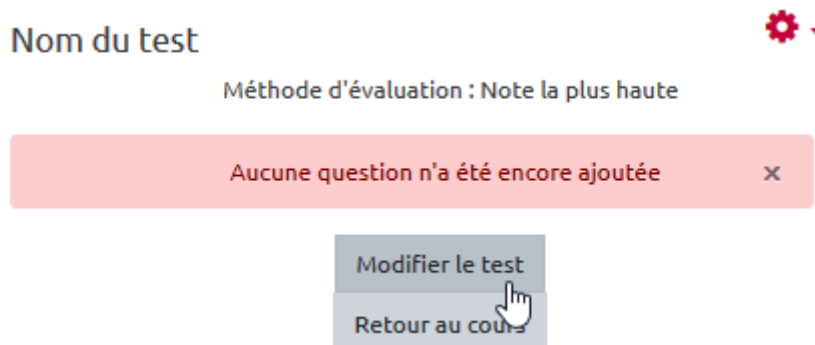 Nom du test
Méthode d'évaluation : Note la plus haute
Aucune question n'a été encore ajoutée ×
Modifier le test
Retour au cours